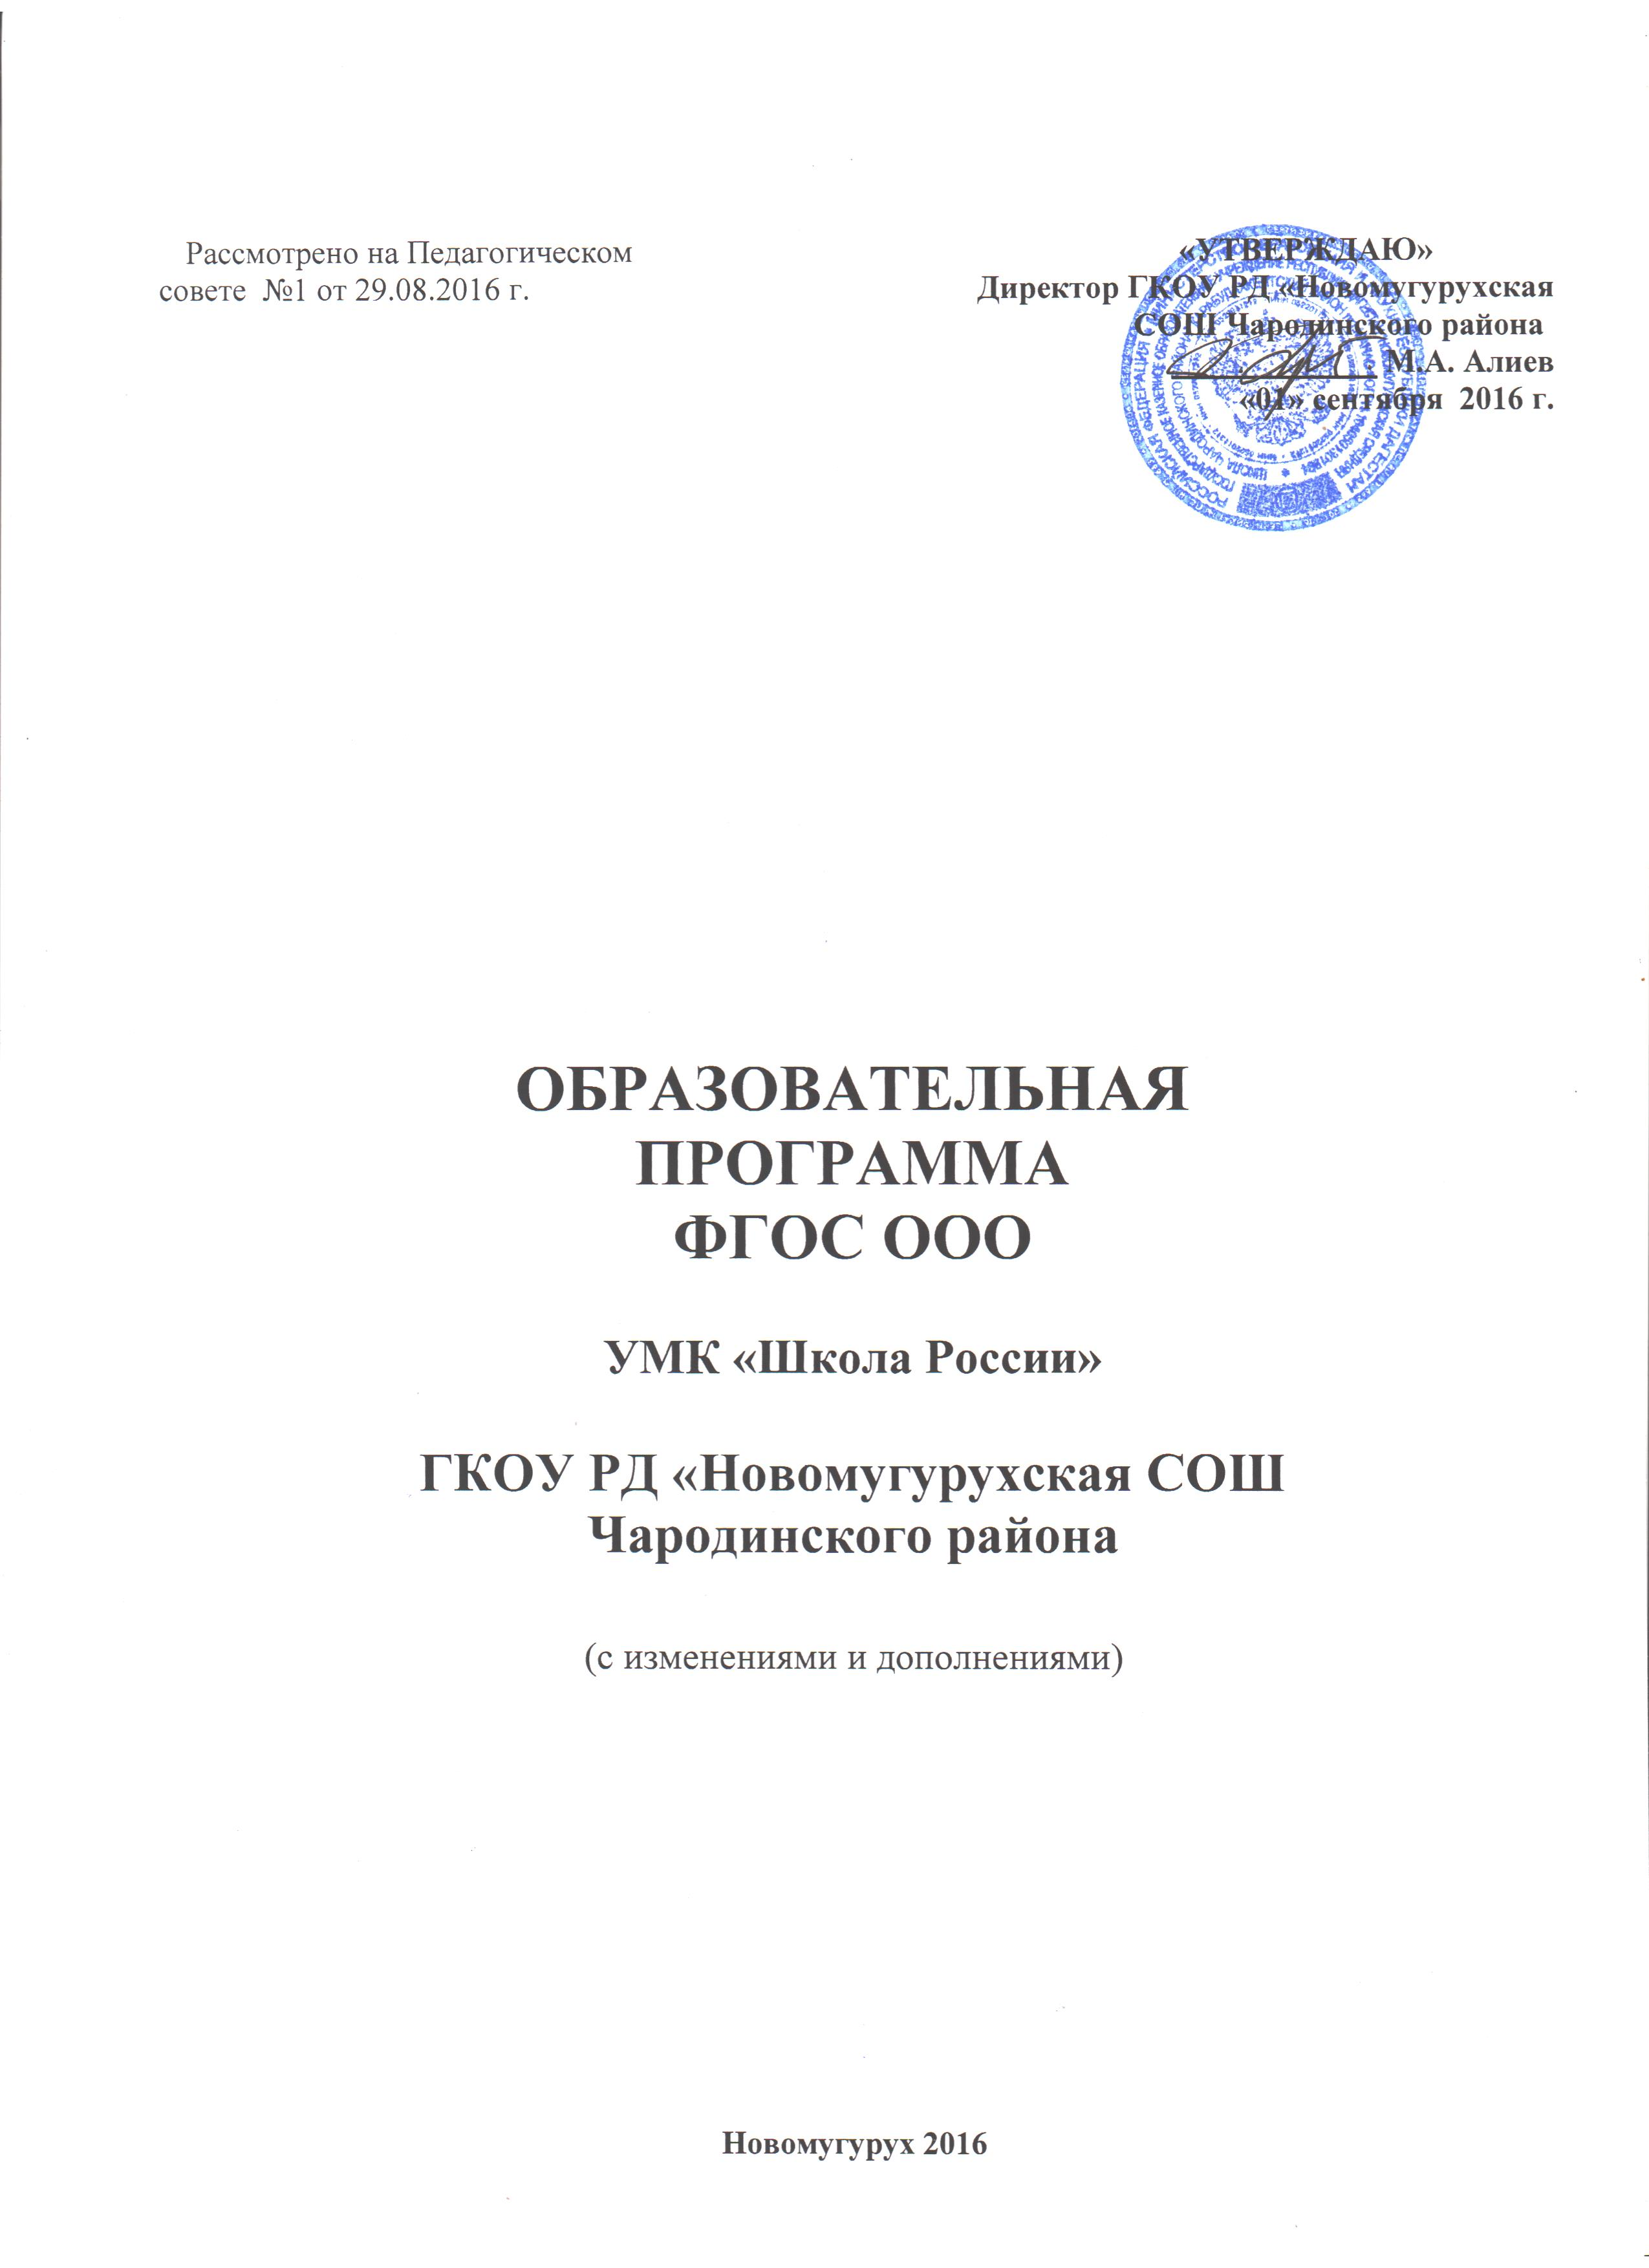 Рассмотрено на Педагогическом
совете №1 от 29.08.2016 г.
«УТВЕРЖДАЮ»
Директор ГКОУ РД «Новомугурухская
СОШ Чародинского района
М.А. Алиев
«01» сентября 2016 г.
РОССИЙСКАЯ ФЕДЕРАЦИЯ
ОБРАЗОВАТЕЛЬНАЯ
ПРОГРАММА
ФГОС ООО
УМК «Школа России»
ГКОУ РД «Новомугурухская СОШ
Чародинского района
(с изменениями и дополнениями)
Новомугурух 2016